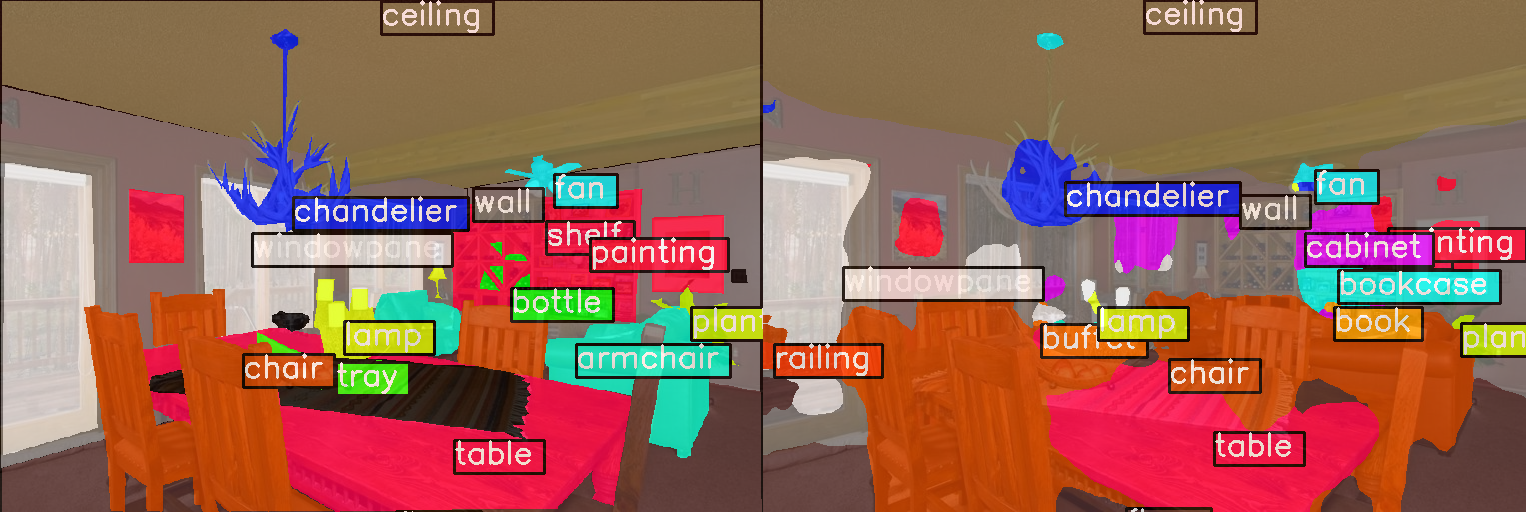 ceiling
fan
wall
chandelier
shelf
windowpane
painting
bottle
plan
lamp
armchair
chair
tray
table
ceiling
fan
chandelier
wall
cabinet
nting
windowpane
bookcase
book
lamp
buffet
plan
railing
chair
table